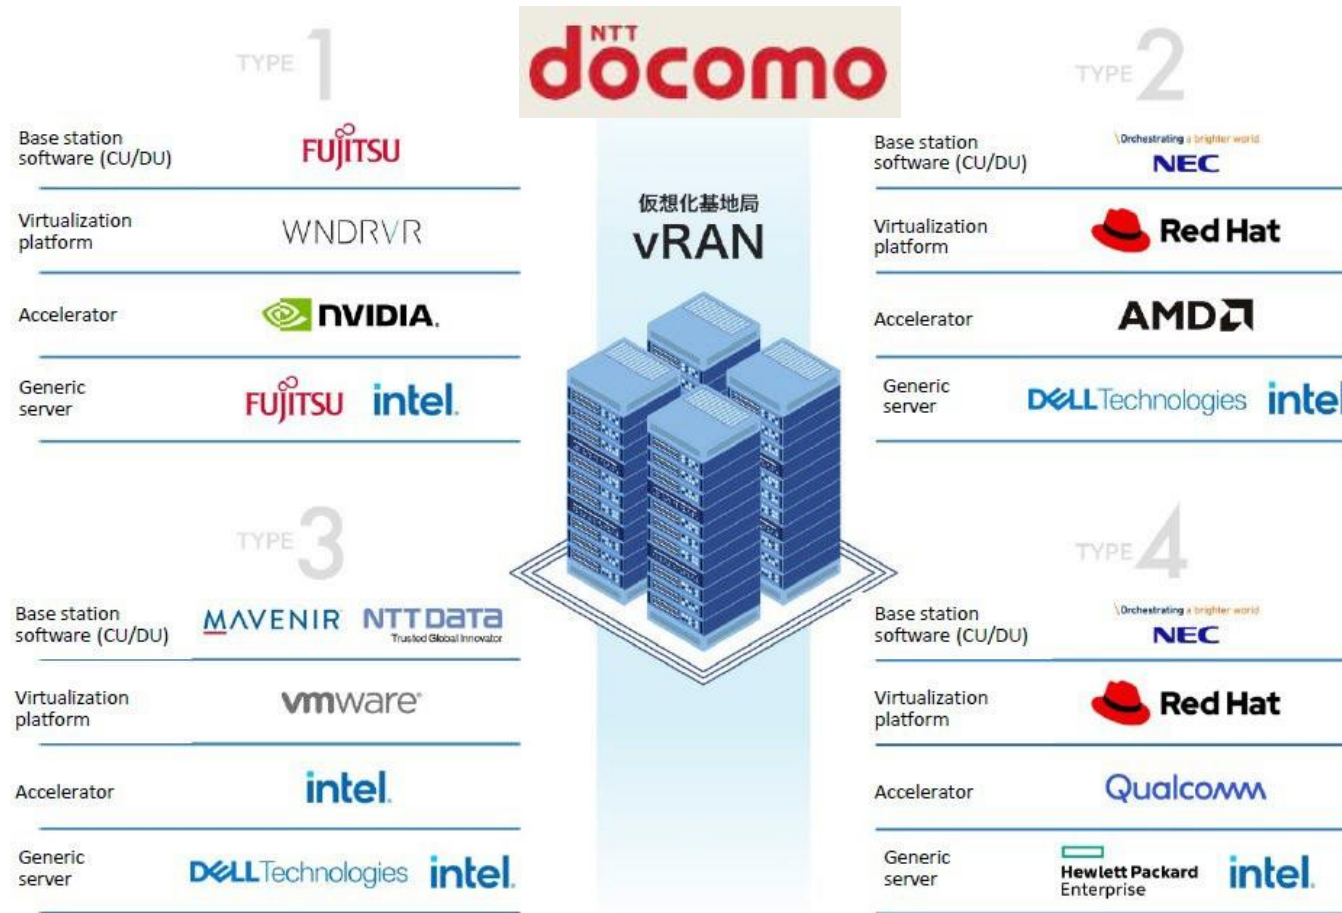 NTT
döcomo
TYPE 1
Base station
software (CU/DU)
FUJITSU
Virtualization
platform
WNDRVR
Accelerator
NVIDIA.
Generic
server
FUJITSU intel.
仮想化基地局
vRAN
TYPE 2
Base station
software (CU/DU)
\Orchestrating a brighter world
NEC
Virtualization
platform
Red Hat
Accelerator
AMD
Generic
server
DELL Technologies intel
TYPE 3
Base station
software (CU/DU)
MAVENIR NTT DATA
Trusted Global Innovator
Virtualization
platform
vmware®
Accelerator
intel.
Generic
server
DELL Technologies intel.
TYPE 4
Base station
software (CU/DU)
\Orchestrating a brighter world
NEC
Virtualization
platform
Red Hat
Accelerator
Qualcomm
Generic
server
Hewlett Packard
Enterprise
intel.